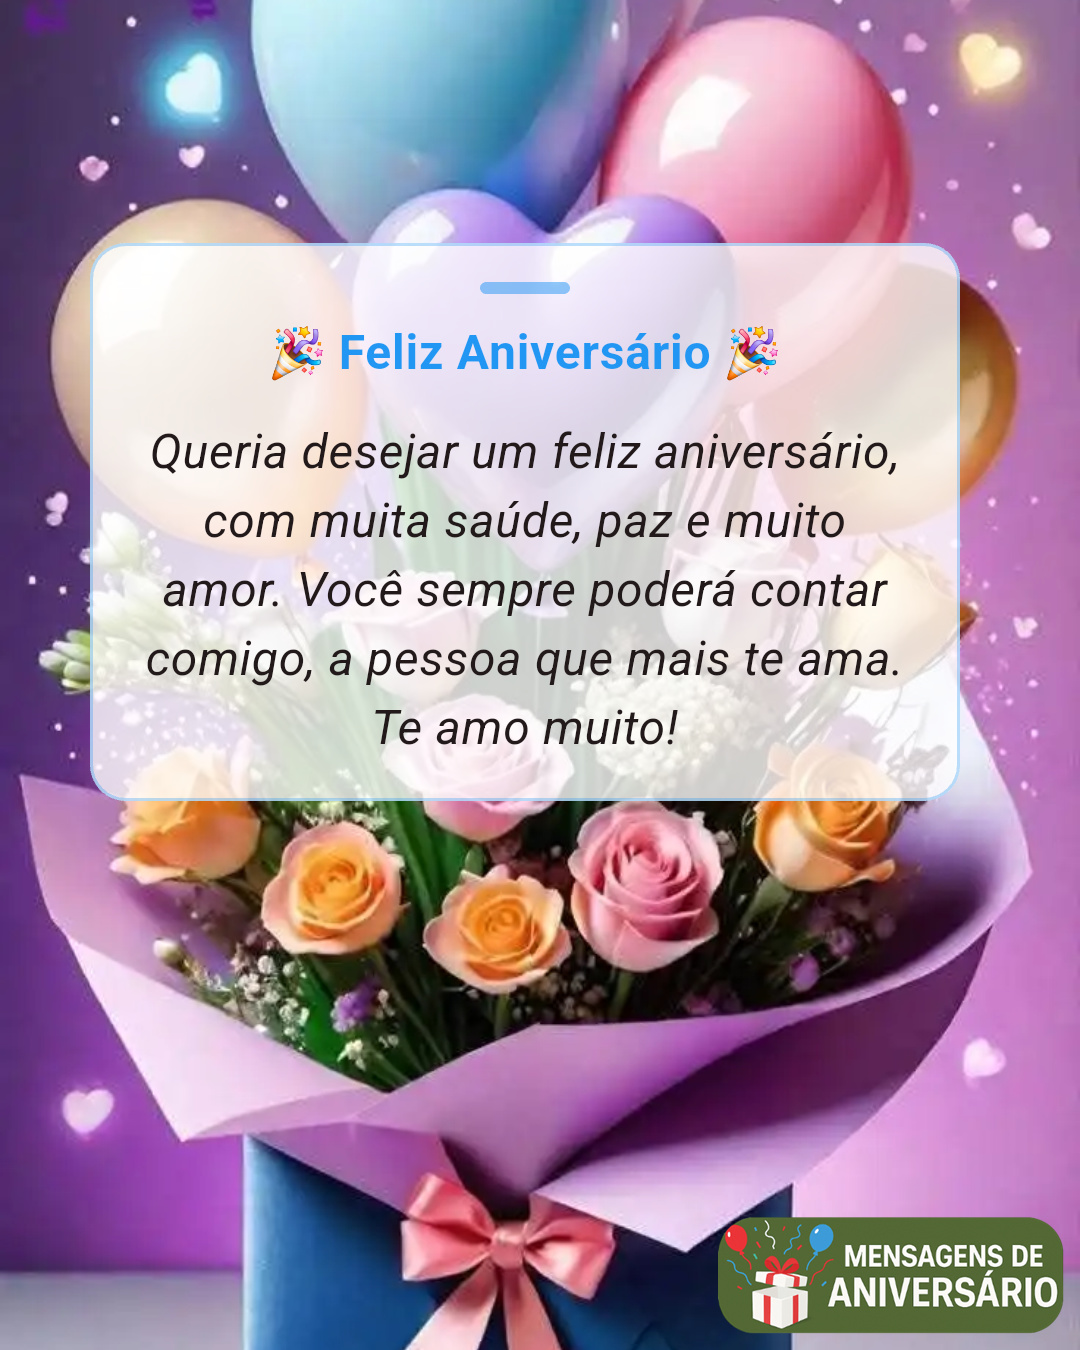 🎉 Feliz Aniversário 🎉
Queria desejar um feliz aniversário,
com muita saúde, paz e muito
amor. Você sempre poderá contar
comigo, a pessoa que mais te ama.
Te amo muito!
MENSAGENS DE
ANIVERSÁRIO